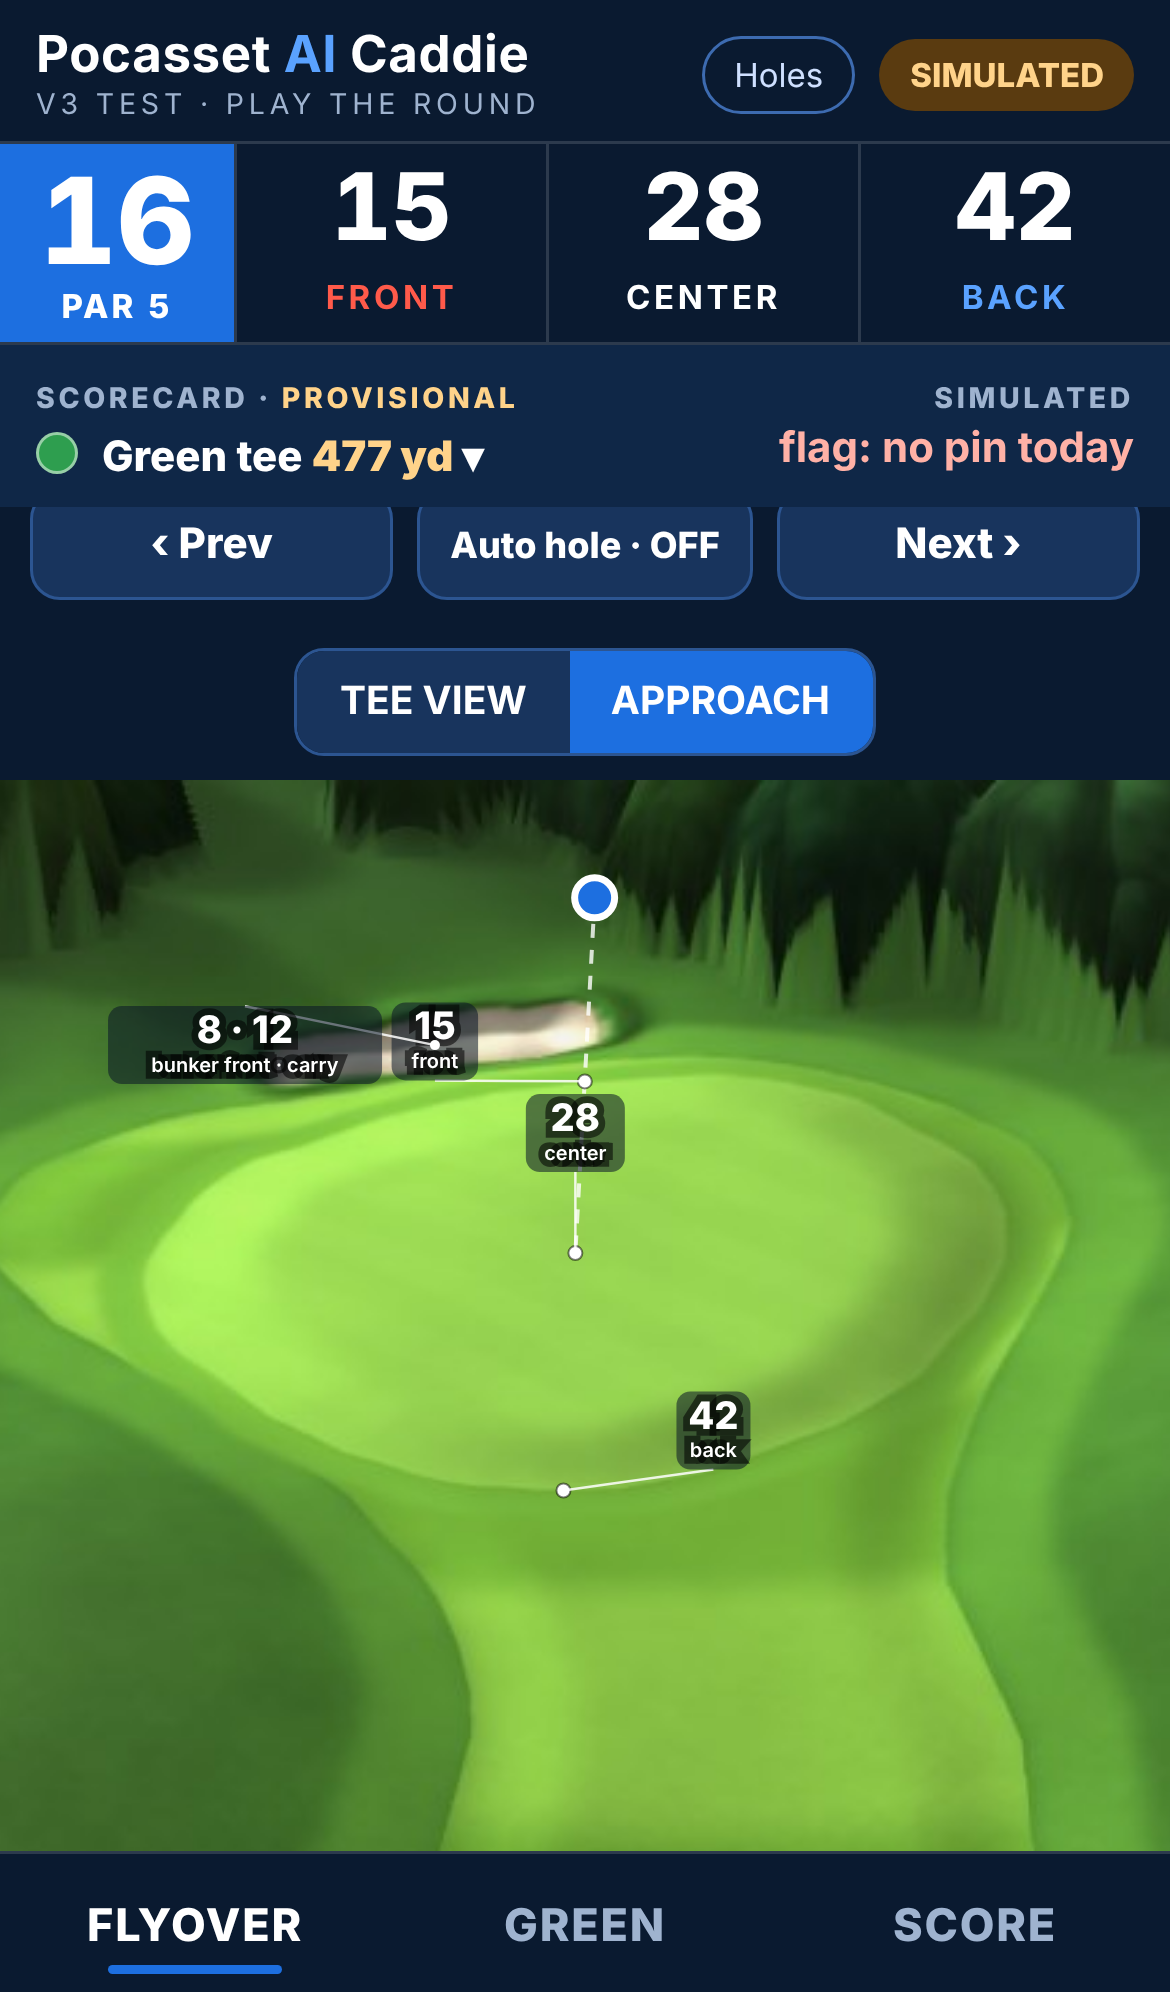 Pocasset AI Caddie
V3 TEST · PLAY THE ROUND
Holes
SIMULATED
16
PAR 5
15
FRONT
28
CENTER
42
BACK
SCORECARD · PROVISIONAL
Green tee 477 yd ▼
SIMULATED
flag: no pin today
‹ Prev
Auto hole · OFF
Next ›
TEE VIEW
APPROACH
8 · 12
bunker front · carry
15
front
28
center
42
back
FLYOVER
GREEN
SCORE